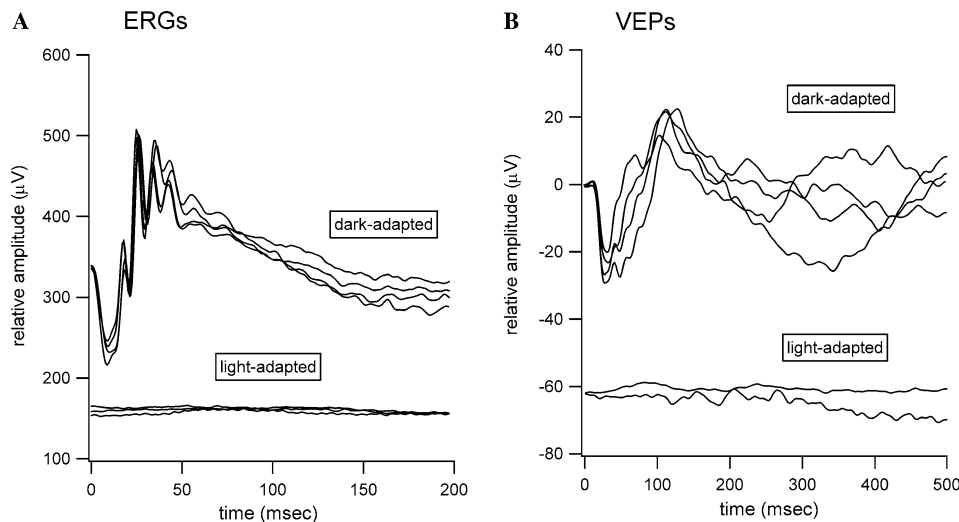 A ERGs
600
500
400
300
200
100
relative amplitude (μV)
dark-adapted
light-adapted
0 50 100 150 200
time (msec)
B VEPs
40
20
0
-20
-40
-60
-80
relative amplitude (μV)
dark-adapted
light-adapted
0 100 200 300 400 500
time (msec)